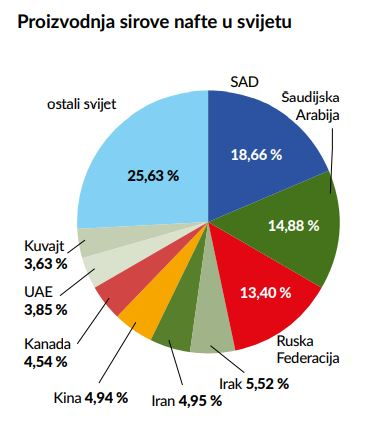 Proizvodnja sirove nafte u svijetu
SAD
18,66 %
Šaudijska
Arabija
14,88 %
13,40 %
Ruska
Federacija
Irak 5,52 %
Iran 4,95 %
Kina 4,94 %
Kanada
4,54 %
UAE
3,85 %
Kuvajt
3,63 %
ostali svijet
25,63 %